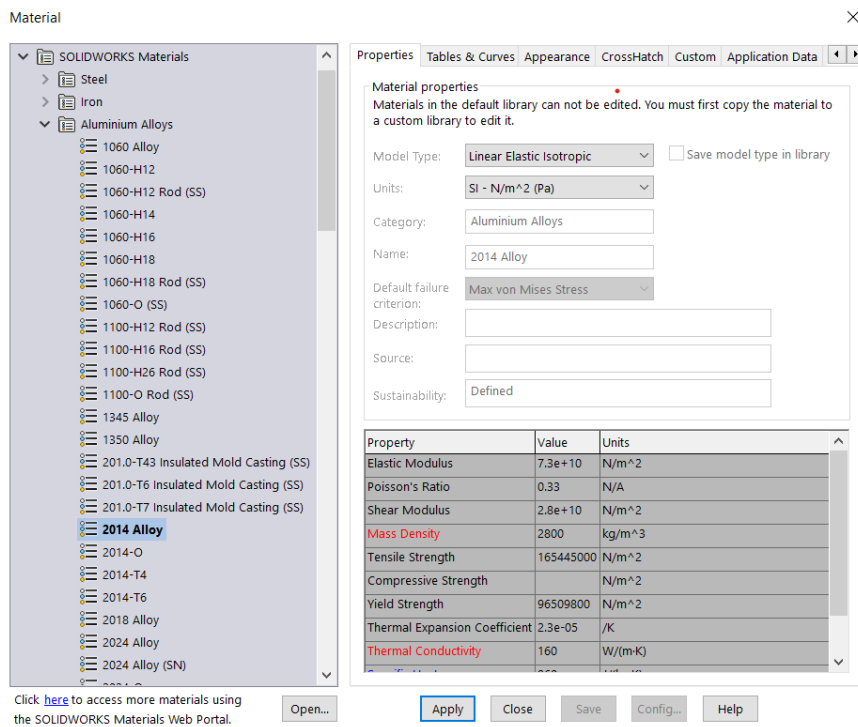 Material
SOLIDWORKS Materials
Steel
Iron
Aluminium Alloys
1060 Alloy
1060-H12
1060-H12 Rod (SS)
1060-H14
1060-H16
1060-H18
1060-H18 Rod (SS)
1060-O (SS)
1100-H12 Rod (SS)
1100-H16 Rod (SS)
1100-H26 Rod (SS)
1100-O Rod (SS)
1345 Alloy
1350 Alloy
201.0-T43 Insulated Mold Casting (SS)
201.0-T6 Insulated Mold Casting (SS)
201.0-T7 Insulated Mold Casting (SS)
2014 Alloy
2014-O
2014-T4
2014-T6
2018 Alloy
2024 Alloy
2024 Alloy (SN)
Click here to access more materials using
the SOLIDWORKS Materials Web Portal.
Open...
Properties Tables & Curves Appearance CrossHatch Custom Application Data
Material properties
Materials in the default library can not be edited. You must first copy the material to
a custom library to edit it.
Model Type: Linear Elastic Isotropic Save model type in library
Units: SI - N/m^2 (Pa)
Category: Aluminium Alloys
Name: 2014 Alloy
Default failure
criterion: Max von Mises Stress
Description:
Source:
Sustainability: Defined
Property Value Units
Elastic Modulus 7.3e+10 N/m^2
Poisson's Ratio 0.33 N/A
Shear Modulus 2.8e+10 N/m^2
Mass Density 2800 kg/m^3
Tensile Strength 165445000 N/m^2
Compressive Strength N/m^2
Yield Strength 96509800 N/m^2
Thermal Expansion Coefficient 2.3e-05 /K
Thermal Conductivity 160 W/(m·K)
Apply Close Save Config... Help